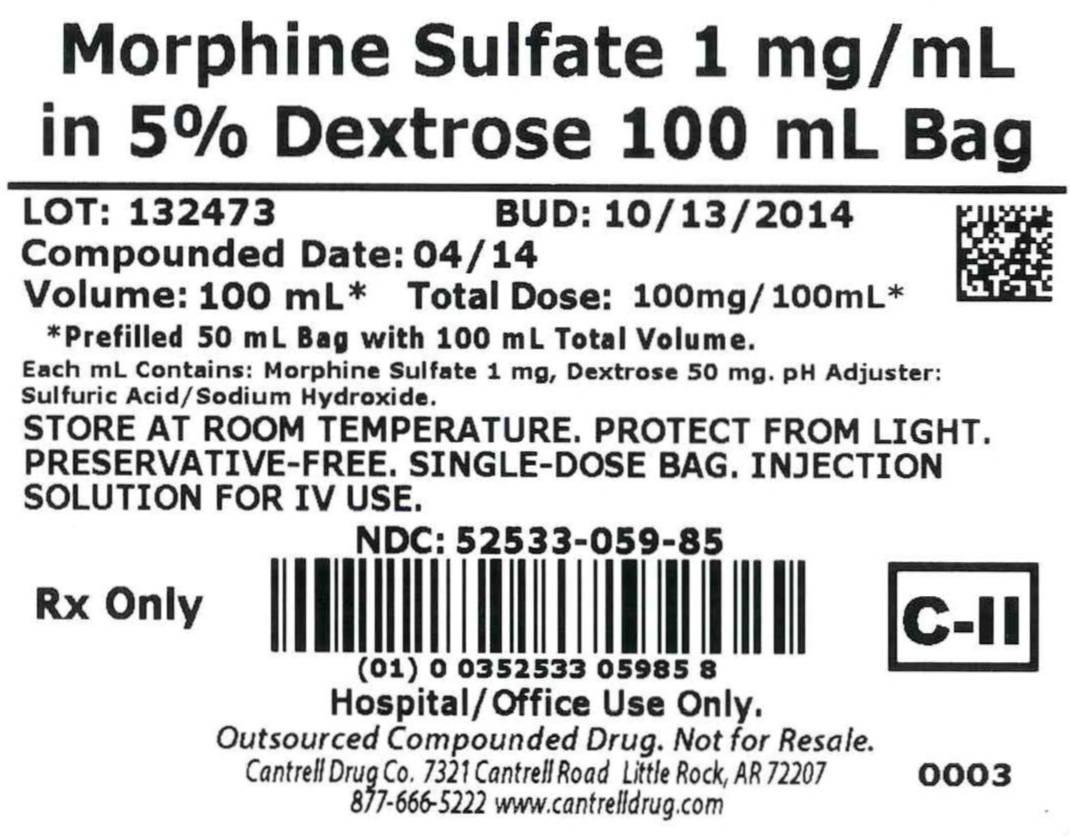 Morphine Sulfate 1 mg/mL
in 5% Dextrose 100 mL Bag
LOT: 132473 BUD: 10/13/2014
Compounded Date: 04/14
Volume: 100 mL* Total Dose: 100mg/100mL*
*Prefilled 50 mL Bag with 100 mL Total Volume.
Each mL Contains: Morphine Sulfate 1 mg, Dextrose 50 mg. pH Adjuster:
Sulfuric Acid/Sodium Hydroxide.
STORE AT ROOM TEMPERATURE. PROTECT FROM LIGHT.
PRESERVATIVE-FREE. SINGLE-DOSE BAG. INJECTION
SOLUTION FOR IV USE.
NDC: 52533-059-85
Rx Only
C-II
(01) 0 0352533 05985 8
Hospital/Office Use Only.
Outsourced Compounded Drug. Not for Resale.
Cantrell Drug Co. 7321 Cantrell Road Little Rock, AR 72207
877-666-5222 www.cantrelldrug.com
0003